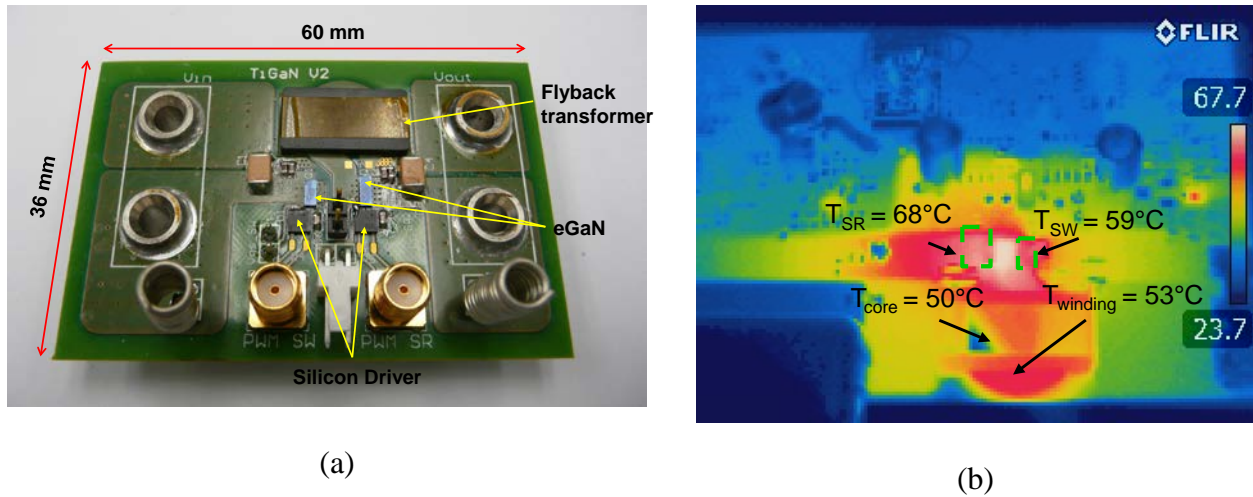 60 mm
36 mm
Vin
TiGaN V2
Vout
Flyback
transformer
eGaN
PWM SW
PWM SR
Silicon Driver
(a)
FLIR
67.7
T_SR = 68°C
T_SW = 59°C
T_core = 50°C
T_winding = 53°C
23.7
(b)